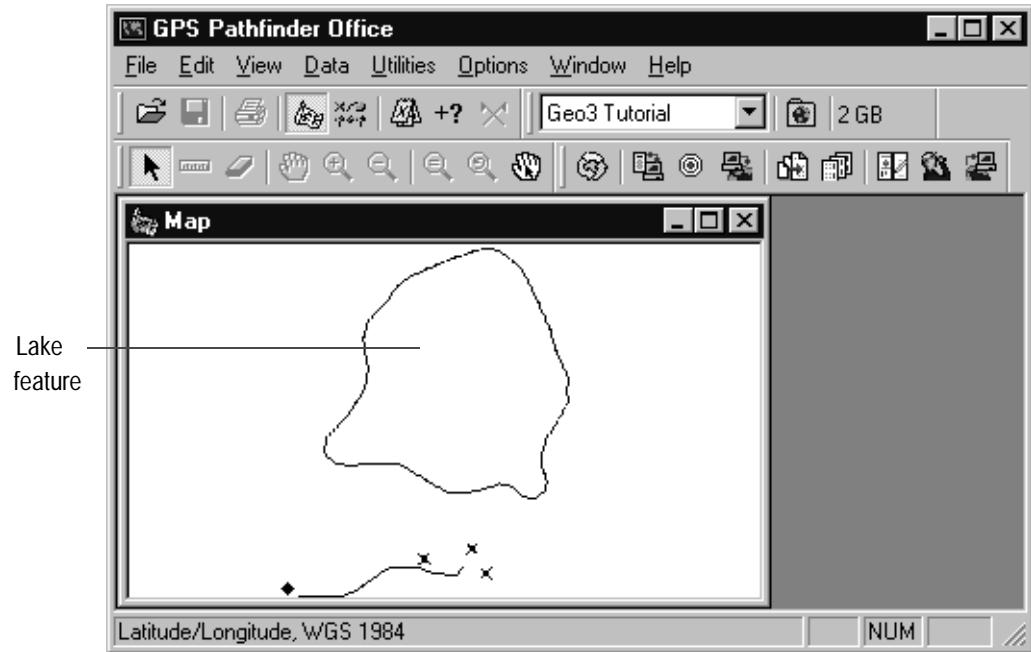 GPS Pathfinder Office
File Edit View Data Utilities Options Window Help
+? Geo3 Tutorial 2 GB
Map
Lake
feature
Latitude/Longitude, WGS 1984 NUM